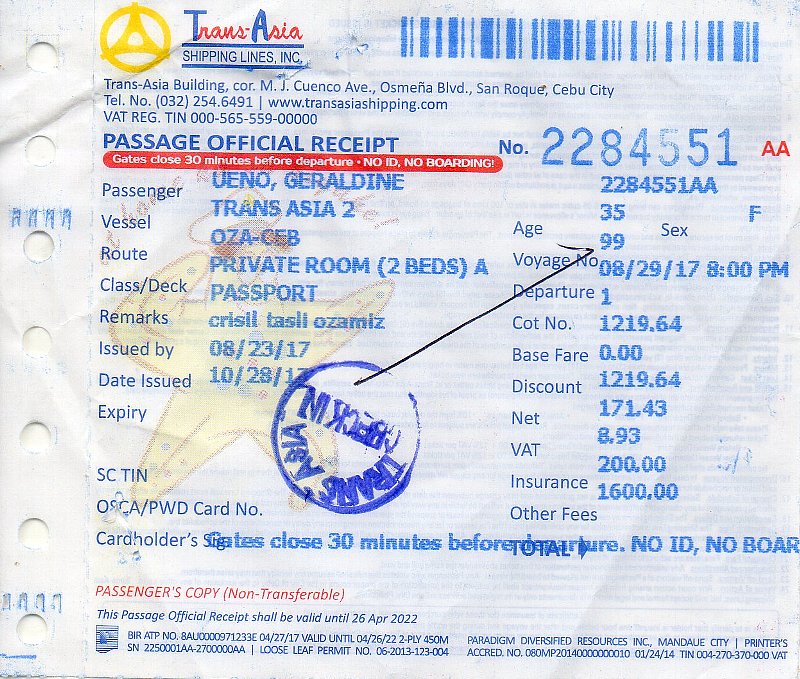 Trans-Asia
SHIPPING LINES, INC.
Trans-Asia Building, cor. M. J. Cuenco Ave., Osmeña Blvd., San Roque, Cebu City
Tel. No. (032) 254.6491 | www.transasiashipping.com
VAT REG. TIN 000-565-559-00000
PASSAGE OFFICIAL RECEIPT No. 2284551 AA
Gates close 30 minutes before departure • NO ID, NO BOARDING!
Passenger UENO, GERALDINE 2284551AA
Vessel TRANS ASIA 2 Age 35 Sex F
Route OZA-CEB Voyage No. 99
Class/Deck PRIVATE ROOM (2 BEDS) A Departure 08/29/17 8:00 PM
Remarks PASSPORT Cot No. 1
Issued by crisil tasli ozamiz Base Fare 1219.64
Date Issued 08/23/17 Discount 0.00
Expiry 10/28/17 Net 1219.64
VAT 171.43
Insurance 8.93
Other Fees 200.00
TOTAL 1600.00
SC TIN
OSCA/PWD Card No.
Cardholder's Sig
Gates close 30 minutes before departure. NO ID, NO BOAR
TRANS ASIA
CHECK IN
PASSENGER'S COPY (Non-Transferable)
This Passage Official Receipt shall be valid until 26 Apr 2022
BIR ATP NO. 8AU0000971233E 04/27/17 VALID UNTIL 04/26/22 2-PLY 450M
SN 2250001AA-2700000AA | LOOSE LEAF PERMIT NO. 06-2013-123-004
PARADIGM DIVERSIFIED RESOURCES INC., MANDAUE CITY | PRINTER'S
ACCRED. NO. 080MP20140000000010 01/24/14 TIN 004-270-370-000 VAT